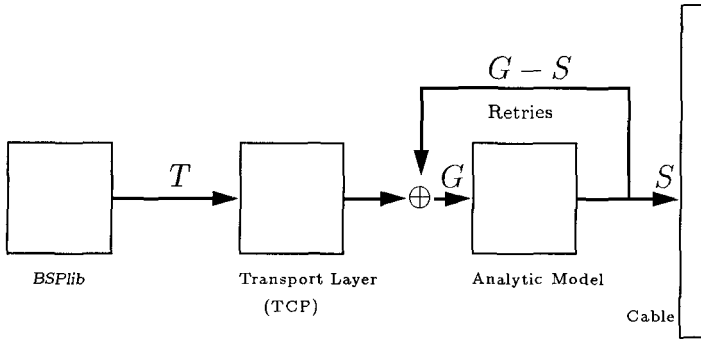 G − S
Retries
T
⊕
G
S
BSPlib
Transport Layer
(TCP)
Analytic Model
Cable